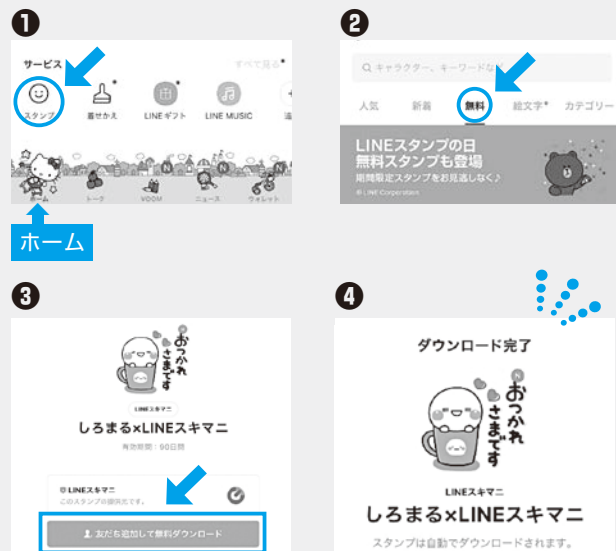 ❶
サービス
すべて見る
スタンプ
着せかえ
LINEギフト
LINE MUSIC
ホーム
トーク
VOOM
ニュース
ウォレット
ホーム
❷
キャラクター、キーワードなど
人気
新着
無料
絵文字
カテゴリー
LINEスタンプの日
無料スタンプも登場
期間限定スタンプをお見逃しなく♪
© LINE Corporation
❸
おつかれ
さまです
LINEスキマニ
しろまる×LINEスキマニ
有効期間：90日間
LINEスキマニ
このスタンプの提供元です。
友だち追加して無料ダウンロード
❹
ダウンロード完了
おつかれ
さまです
LINEスキマニ
しろまる×LINEスキマニ
スタンプは自動でダウンロードされます。